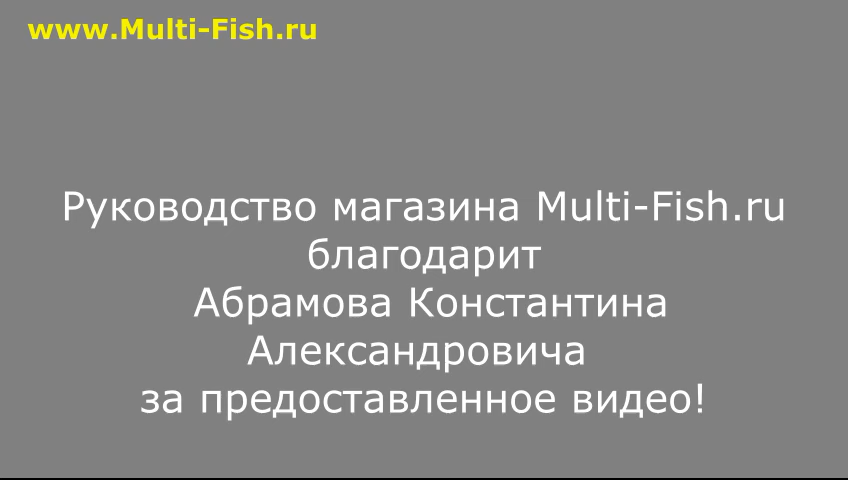 www.Multi-Fish.ru
Руководство магазина Multi-Fish.ru
благодарит
Абрамова Константина
Александровича
за предоставленное видео!